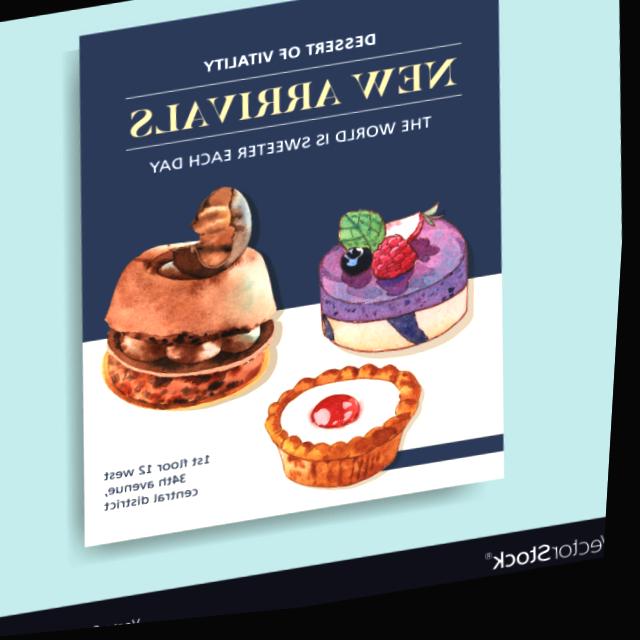 DESSERT OF VITALITY
NEW ARRIVALS
THE WORLD IS SWEETER EACH DAY
1st floor 12 west
34th avenue,
central district
VectorStock®